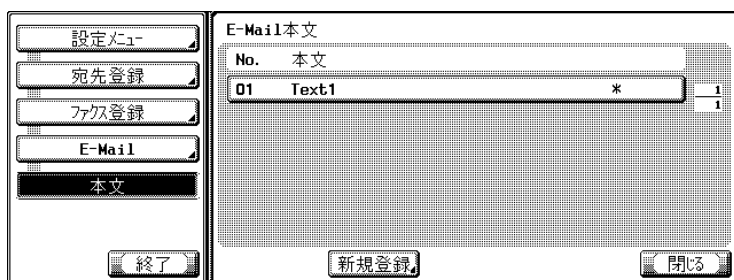 設定ﾒﾆｭｰ
宛先登録
ﾌｧｸｽ登録
E-Mail
本文
終了
E-Mail本文
No. 本文
01 Text1 *
1
1
新規登録
閉じる